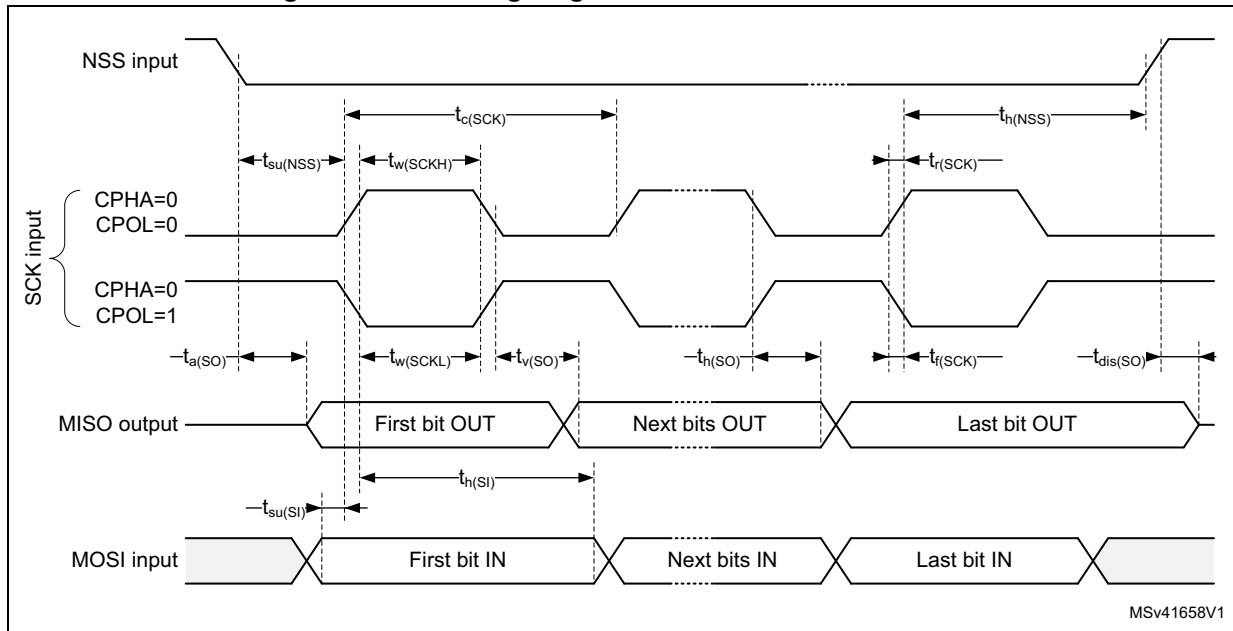 NSS input
tc(SCK)
th(NSS)
tsu(NSS)
tw(SCKH)
tr(SCK)
CPHA=0
CPOL=0
SCK input
CPHA=0
CPOL=1
ta(SO)
tw(SCKL)
tv(SO)
th(SO)
tf(SCK)
tdis(SO)
MISO output
First bit OUT
Next bits OUT
Last bit OUT
th(SI)
tsu(SI)
MOSI input
First bit IN
Next bits IN
Last bit IN
MSv41658V1